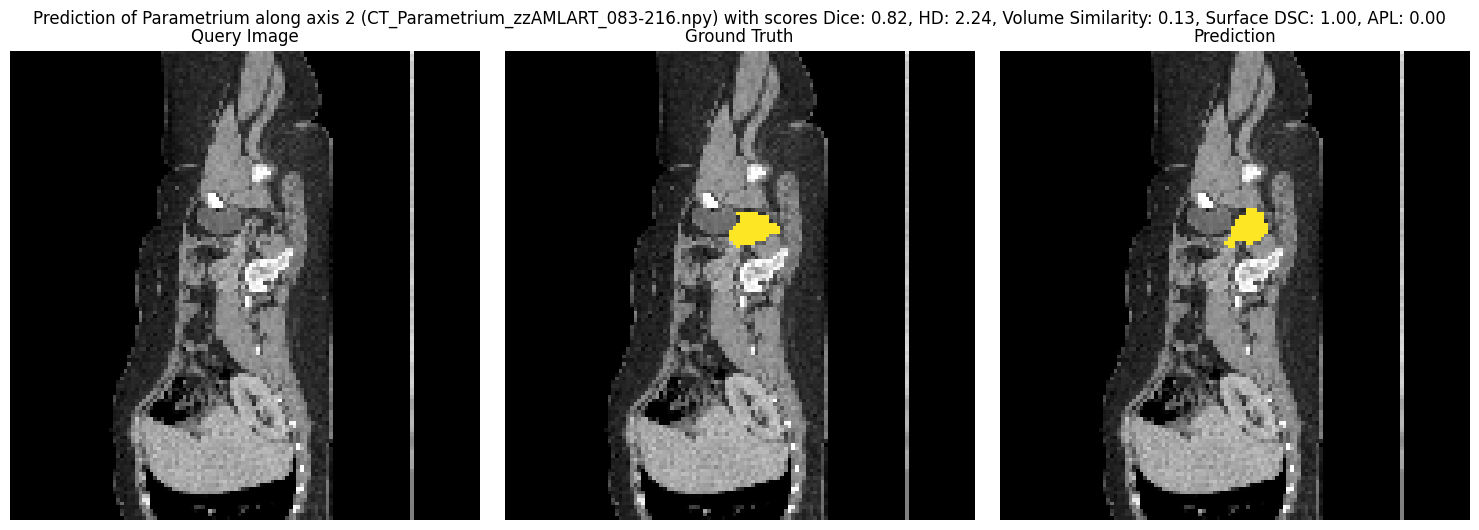 Prediction of Parametrium along axis 2 (CT_Parametrium_zzAMLART_083-216.npy) with scores Dice: 0.82, HD: 2.24, Volume Similarity: 0.13, Surface DSC: 1.00, APL: 0.00
Query Image
Ground Truth
Prediction